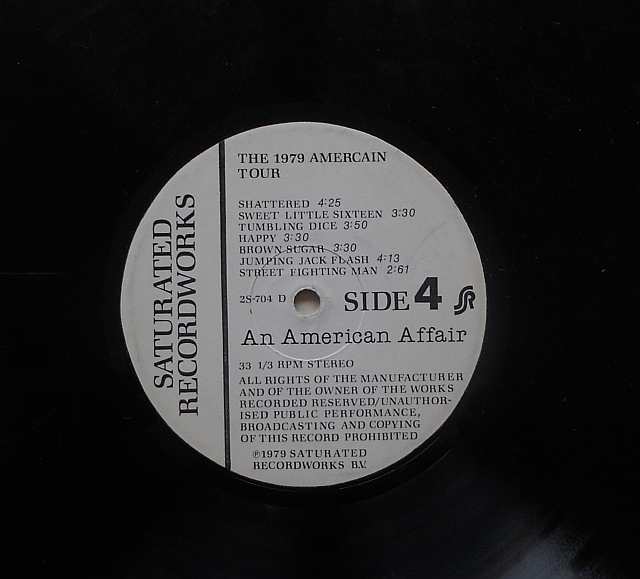 SATURATED
RECORDWORKS
THE 1979 AMERCAIN
TOUR
SHATTERED 4:25
SWEET LITTLE SIXTEEN 3:30
TUMBLING DICE 3:50
HAPPY 3:30
BROWN SUGAR 3:30
JUMPING JACK FLASH 4:13
STREET FIGHTING MAN 2:61
2S-704 D SIDE 4 SR
An American Affair
33 1/3 RPM STEREO
ALL RIGHTS OF THE MANUFACTURER
AND OF THE OWNER OF THE WORKS
RECORDED RESERVED/UNAUTHOR-
ISED PUBLIC PERFORMANCE,
BROADCASTING AND COPYING
OF THIS RECORD PROHIBITED
℗1979 SATURATED
RECORDWORKS B.V.